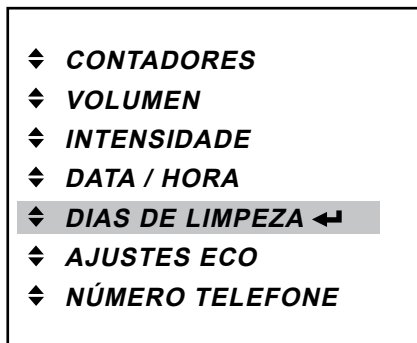 CONTADORES
VOLUMEN
INTENSIDADE
DATA / HORA
DIAS DE LIMPEZA
AJUSTES ECO
NÚMERO TELEFONE